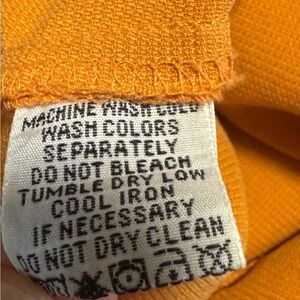 MACHINE WASH COLD
WASH COLORS
SEPARATELY
DO NOT BLEACH
TUMBLE DRY LOW
COOL IRON
IF NECESSARY
DO NOT DRY CLEAN